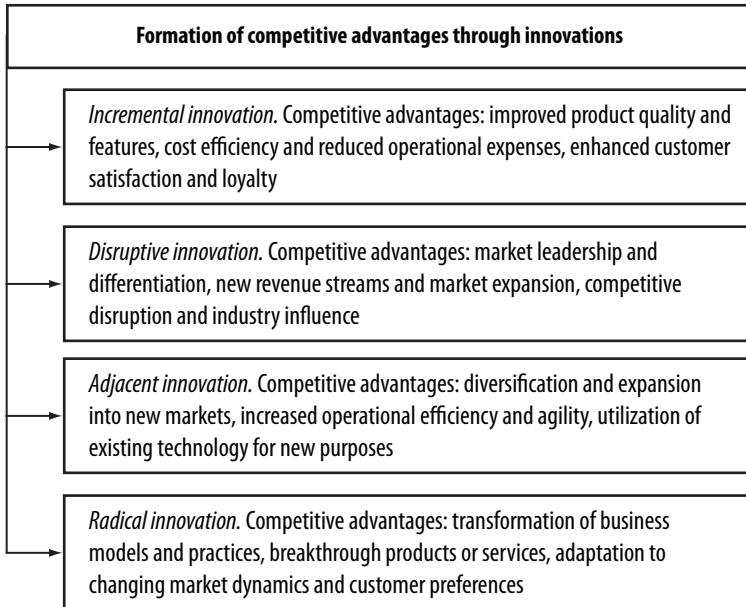 Formation of competitive advantages through innovations
Incremental innovation. Competitive advantages: improved product quality and
features, cost efficiency and reduced operational expenses, enhanced customer
satisfaction and loyalty
Disruptive innovation. Competitive advantages: market leadership and
differentiation, new revenue streams and market expansion, competitive
disruption and industry influence
Adjacent innovation. Competitive advantages: diversification and expansion
into new markets, increased operational efficiency and agility, utilization of
existing technology for new purposes
Radical innovation. Competitive advantages: transformation of business
models and practices, breakthrough products or services, adaptation to
changing market dynamics and customer preferences